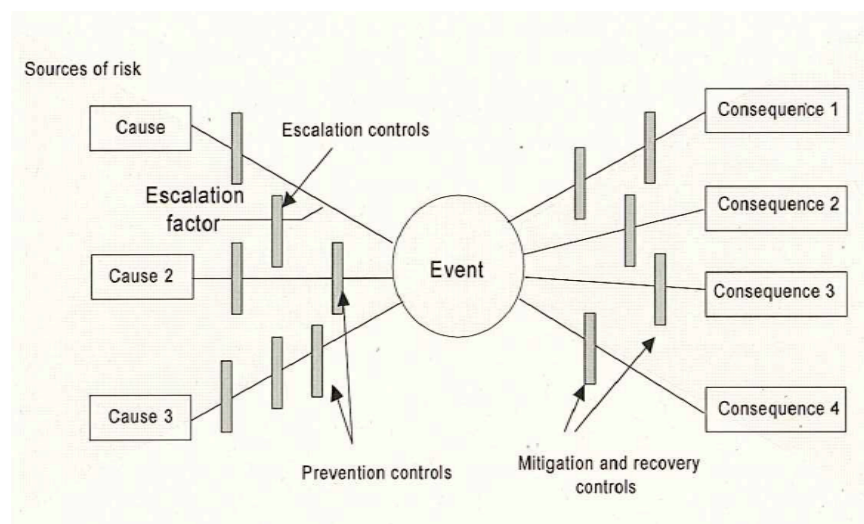 Sources of risk
Cause
Escalation controls
Escalation
factor
Cause 2
Cause 3
Prevention controls
Event
Consequence 1
Consequence 2
Consequence 3
Consequence 4
Mitigation and recovery
controls